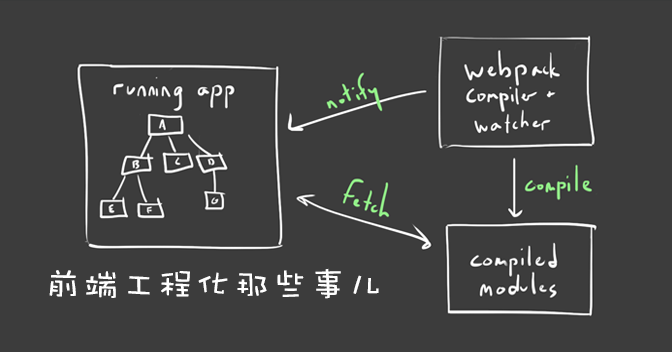 running app
A
B
C
D
E
F
G
notify
webpack
compiler +
watcher
compile
Fetch
compiled
modules
前端工程化那些事儿